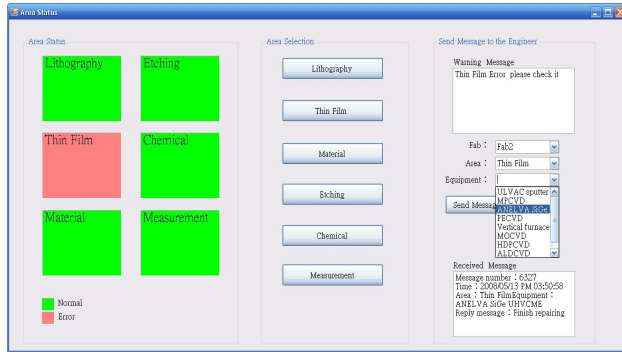 Area Status
Area Status
Lithography
Etching
Thin Film
Chemical
Material
Measurement
Normal
Error
Area Selection
Lithography
Thin Film
Material
Etching
Chemical
Measurement
Send Message to the Engineer
Warning Message
Thin Film Error please check it
Fab：
Fab2
Area：
Thin Film
Equipment：
ULVAC sputter
MPCVD
ANELVA SiGe
PECVD
Vertical furnace
MOCVD
HDPCVD
ALDCVD
Send Messag
Received Message
Message number：6327
Time：2008/05/13 PM 03:50:58
Area：Thin FilmEquipment：
ANELVA SiGe UHVCME
Reply message：Finish repairing